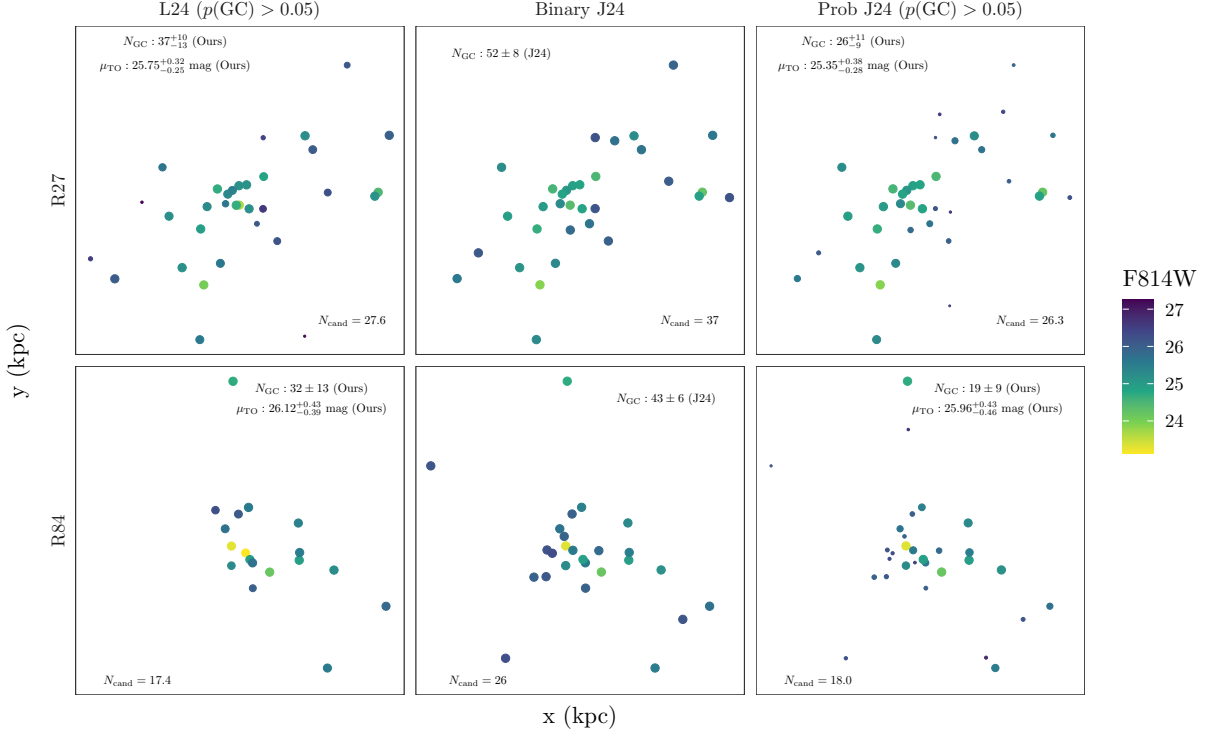 L24 (p(GC) > 0.05)
Binary J24
Prob J24 (p(GC) > 0.05)
R27
N_GC : 37^{+10}_{−13} (Ours)
μ_TO : 25.75^{+0.32}_{−0.25} mag (Ours)
N_cand = 27.6
N_GC : 52 ± 8 (J24)
N_cand = 37
N_GC : 26^{+11}_{−9} (Ours)
μ_TO : 25.35^{+0.38}_{−0.28} mag (Ours)
N_cand = 26.3
R84
N_GC : 32 ± 13 (Ours)
μ_TO : 26.12^{+0.43}_{−0.39} mag (Ours)
N_cand = 17.4
N_GC : 43 ± 6 (J24)
N_cand = 26
N_GC : 19 ± 9 (Ours)
μ_TO : 25.96^{+0.43}_{−0.46} mag (Ours)
N_cand = 18.0
y (kpc)
x (kpc)
F814W
27
26
25
24